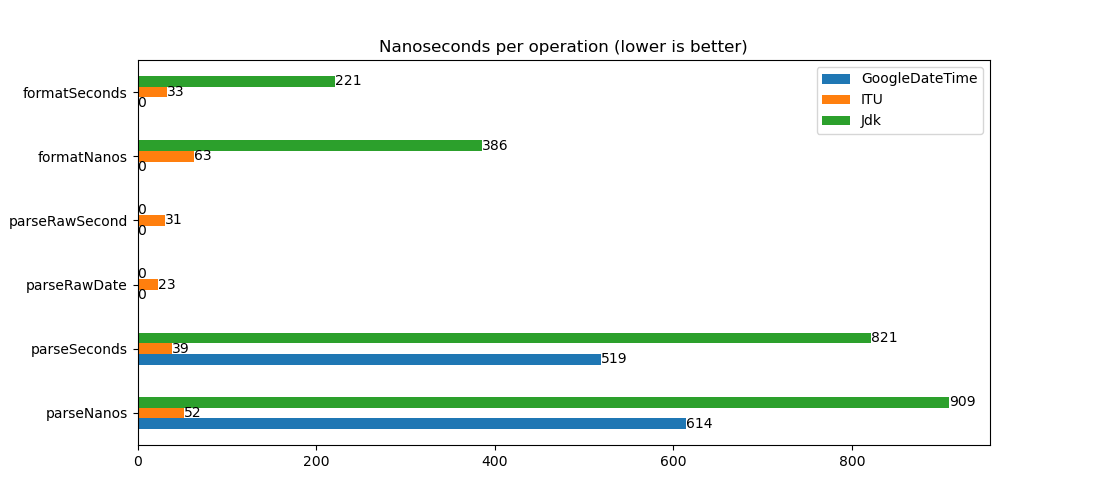 Nanoseconds per operation (lower is better)
GoogleDateTime
ITU
Jdk
formatSeconds
221
33
0
formatNanos
386
63
0
parseRawSecond
0
31
0
parseRawDate
0
23
0
parseSeconds
821
39
519
parseNanos
909
52
614
0 200 400 600 800